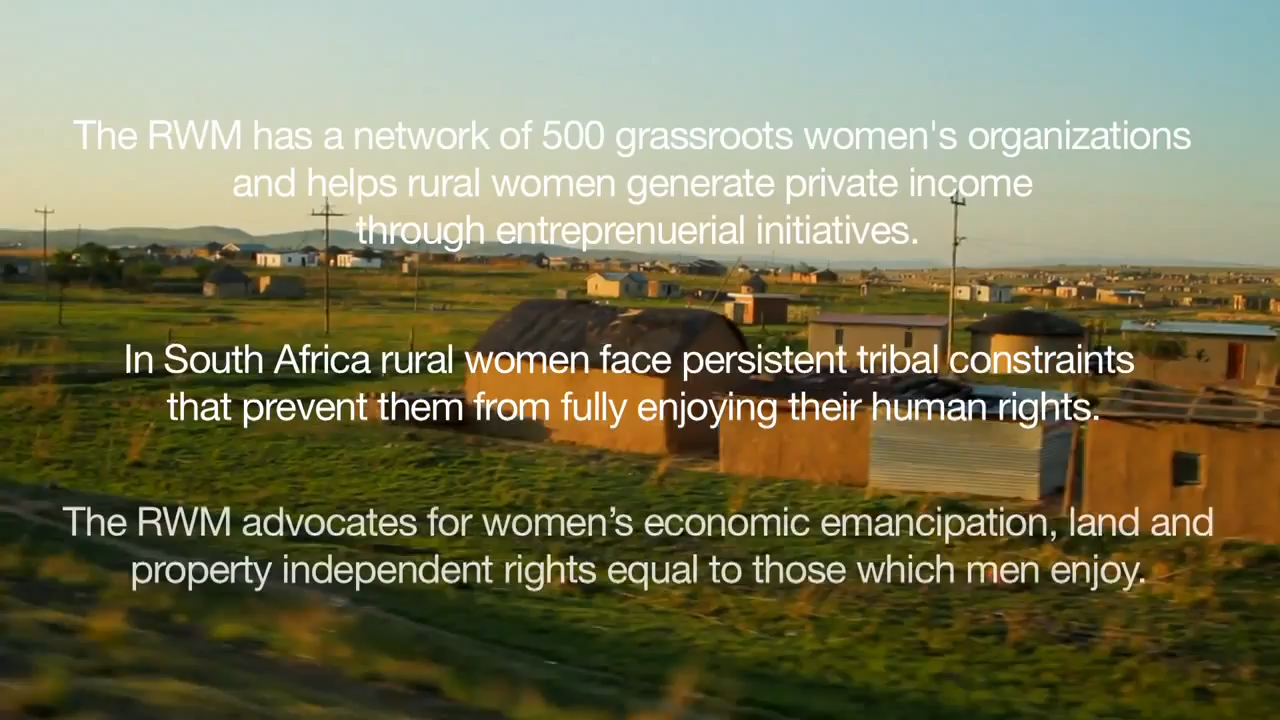 The RWM has a network of 500 grassroots women's organizations
and helps rural women generate private income
through entreprenuerial initiatives.
In South Africa rural women face persistent tribal constraints
that prevent them from fully enjoying their human rights.
The RWM advocates for women’s economic emancipation, land and
property independent rights equal to those which men enjoy.